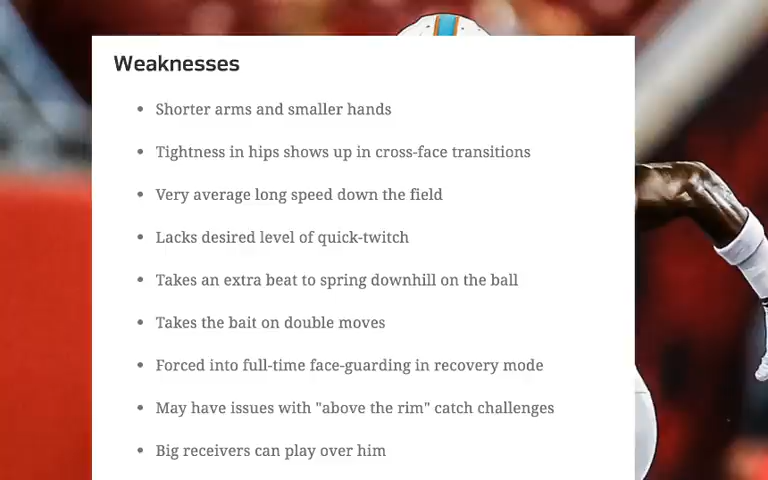 Weaknesses
Shorter arms and smaller hands
Tightness in hips shows up in cross-face transitions
Very average long speed down the field
Lacks desired level of quick-twitch
Takes an extra beat to spring downhill on the ball
Takes the bait on double moves
Forced into full-time face-guarding in recovery mode
May have issues with "above the rim" catch challenges
Big receivers can play over him